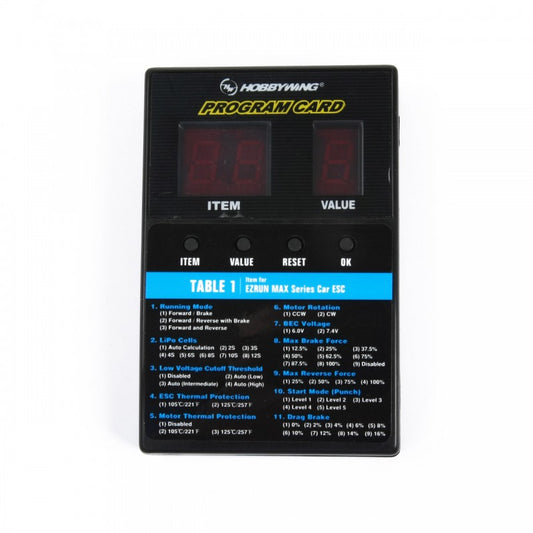 HOBBYWING®
PROGRAM CARD
ITEM
VALUE
ITEM VALUE RESET OK
TABLE 1 Item for
EZRUN MAX Series Car ESC
1. Running Mode
(1) Forward / Brake
(2) Forward / Reverse with Brake
(3) Forward and Reverse
2. LiPo Cells
(1) Auto Calculation (2) 2S (3) 3S
(4) 4S (5) 6S (6) 8S (7) 10S (8) 12S
3. Low Voltage Cutoff Threshold
(1) Disabled (2) Auto (Low)
(3) Auto (Intermediate) (4) Auto (High)
4. ESC Thermal Protection
(1) 105℃/221℉ (2) 125℃/257℉
5. Motor Thermal Protection
(1) Disabled
(2) 105℃/221℉ (3) 125℃/257℉
6. Motor Rotation
(1) CCW (2) CW
7. BEC Voltage
(1) 6.0V (2) 7.4V
8. Max Brake Force
(1) 12.5% (2) 25% (3) 37.5%
(4) 50% (5) 62.5% (6) 75%
(7) 87.5% (8) 100% (9) Disabled
9. Max Reverse Force
(1) 25% (2) 50% (3) 75% (4) 100%
10. Start Mode (Punch)
(1) Level 1 (2) Level 2 (3) Level 3
(4) Level 4 (5) Level 5
11. Drag Brake
(1) 0% (2) 2% (3) 4% (4) 6% (5) 8%
(6) 10% (7) 12% (8) 14% (9) 16%